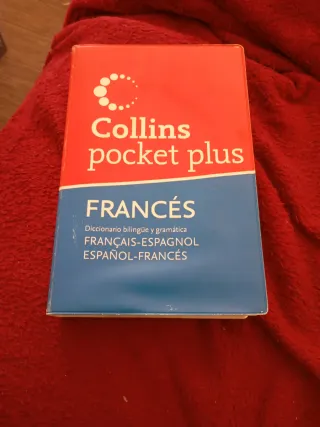 Collins
pocket plus
FRANCÉS
Diccionario bilingüe y gramática
FRANÇAIS-ESPAGNOL
ESPAÑOL-FRANCÉS